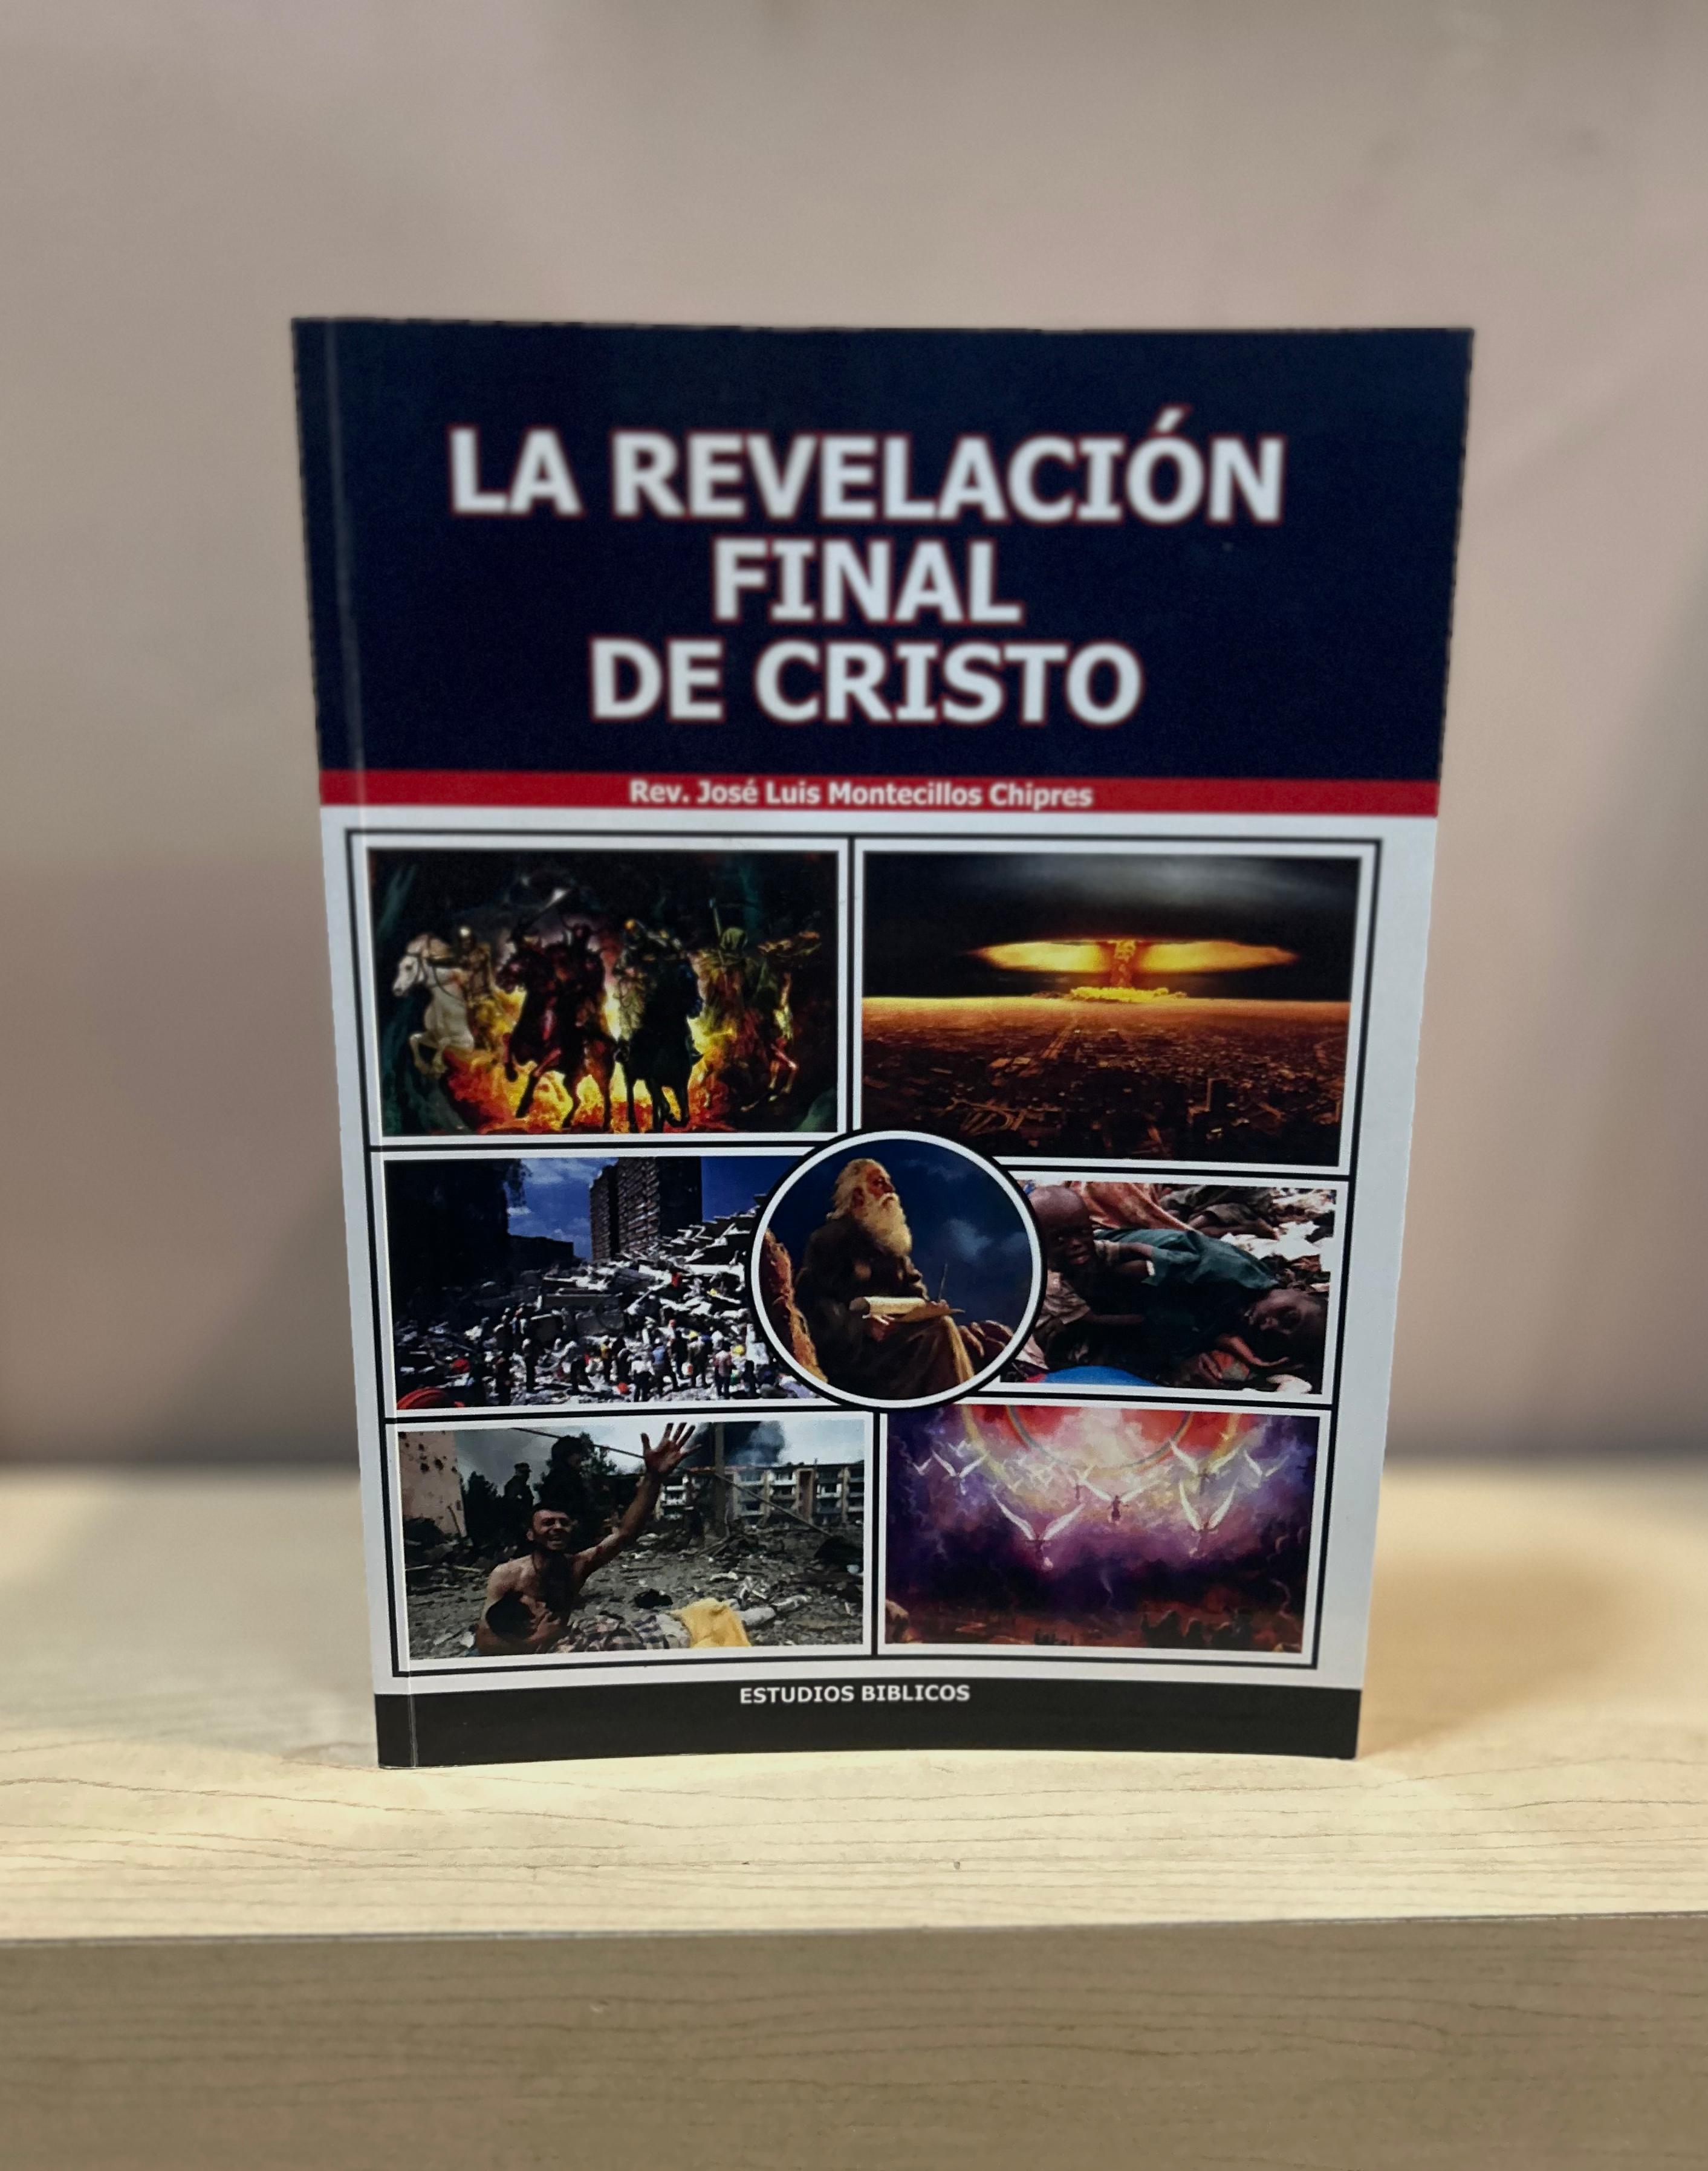 LA REVELACIÓN
FINAL
DE CRISTO
Rev. José Luis Montecillos Chipres
ESTUDIOS BIBLICOS